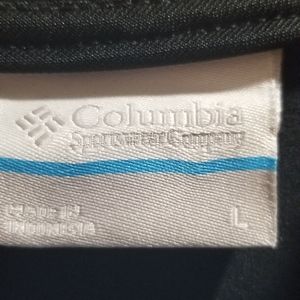 Columbia
Sportswear Company
MADE IN
INDONESIA
L